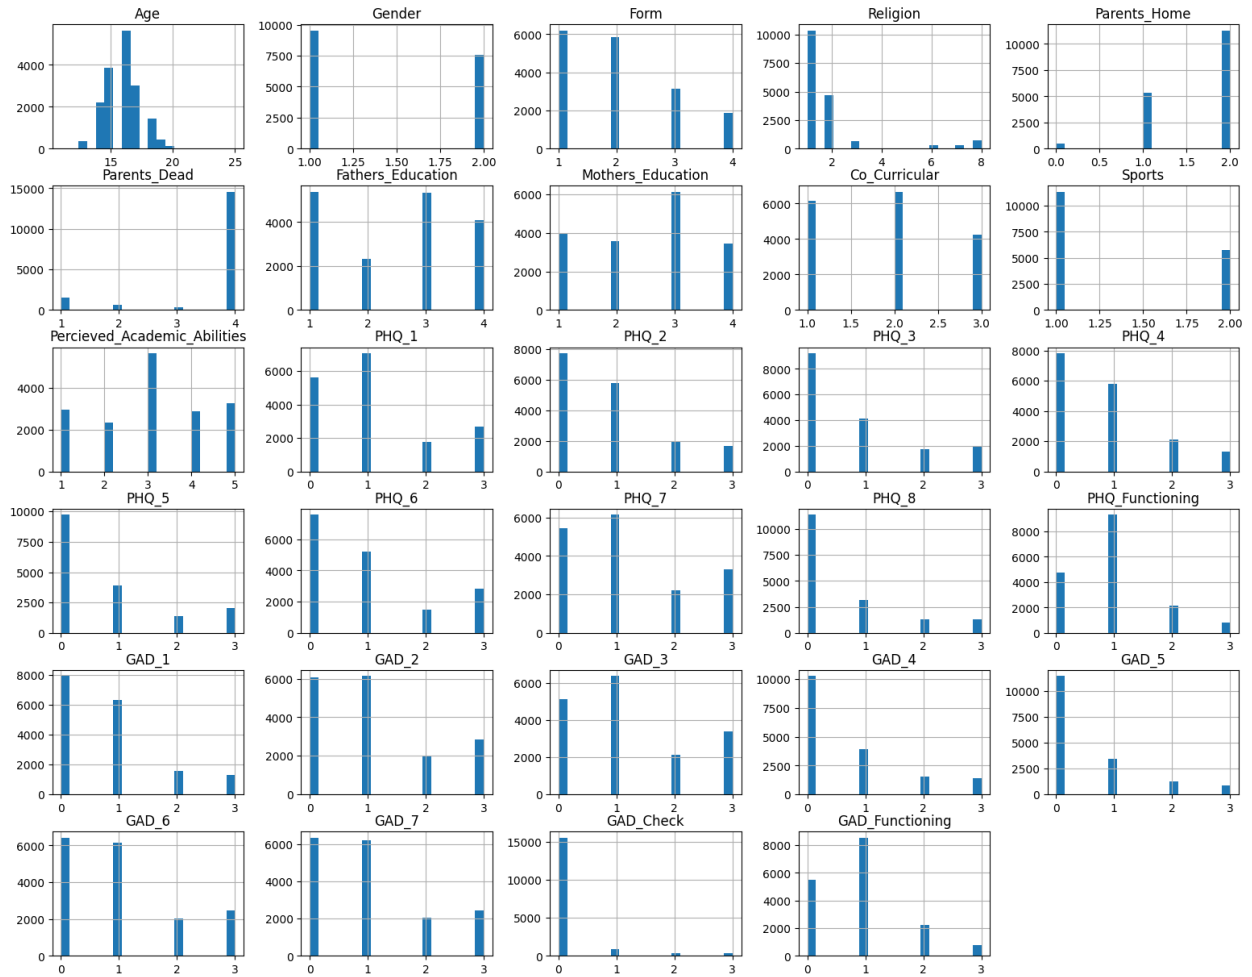 Age
4000
2000
0
15 20 25
Gender
10000
7500
5000
2500
0
1.00 1.25 1.50 1.75 2.00
Form
6000
4000
2000
0
1 2 3 4
Religion
10000
7500
5000
2500
0
2 4 6 8
Parents_Home
10000
5000
0
0.0 0.5 1.0 1.5 2.0
Parents_Dead
15000
10000
5000
0
1 2 3 4
Fathers_Education
4000
2000
0
1 2 3 4
Mothers_Education
6000
4000
2000
0
1 2 3 4
Co_Curricular
6000
4000
2000
0
1.0 1.5 2.0 2.5 3.0
Sports
10000
5000
0
1.00 1.25 1.50 1.75 2.00
Percieved_Academic_Abilities
4000
2000
0
1 2 3 4 5
PHQ_1
6000
4000
2000
0
0 1 2 3
PHQ_2
8000
6000
4000
2000
0
0 1 2 3
PHQ_3
8000
6000
4000
2000
0
0 1 2 3
PHQ_4
8000
6000
4000
2000
0
0 1 2 3
PHQ_5
10000
7500
5000
2500
0
0 1 2 3
PHQ_6
6000
4000
2000
0
0 1 2 3
PHQ_7
6000
4000
2000
0
0 1 2 3
PHQ_8
10000
7500
5000
2500
0
0 1 2 3
PHQ_Functioning
8000
6000
4000
2000
0
0 1 2 3
GAD_1
8000
6000
4000
2000
0
0 1 2 3
GAD_2
6000
4000
2000
0
0 1 2 3
GAD_3
6000
4000
2000
0
0 1 2 3
GAD_4
10000
7500
5000
2500
0
0 1 2 3
GAD_5
10000
7500
5000
2500
0
0 1 2 3
GAD_6
6000
4000
2000
0
0 1 2 3
GAD_7
6000
4000
2000
0
0 1 2 3
GAD_Check
15000
10000
5000
0
0 1 2 3
GAD_Functioning
8000
6000
4000
2000
0
0 1 2 3